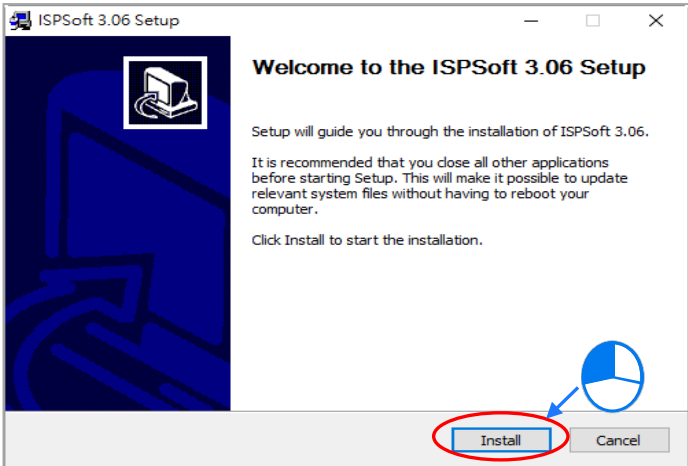 ISPSoft 3.06 Setup
Welcome to the ISPSoft 3.06 Setup
Setup will guide you through the installation of ISPSoft 3.06.
It is recommended that you close all other applications
before starting Setup. This will make it possible to update
relevant system files without having to reboot your
computer.
Click Install to start the installation.
Install
Cancel